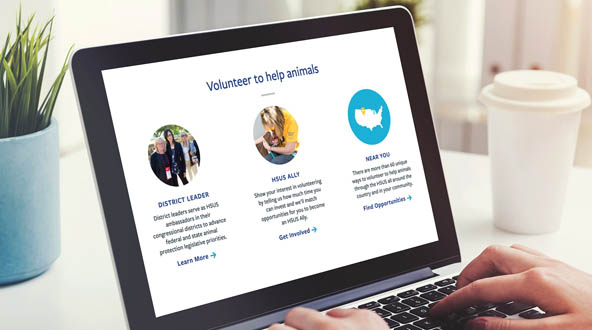 Volunteer to help animals
DISTRICT LEADER
District leaders serve as HSUS
ambassadors in their
congressional districts to advance
federal and state animal
protection legislative priorities.
Learn More →
HSUS ALLY
Show your interest in volunteering
by telling us how much time you
can invest and we'll match
opportunities for you to become
an HSUS Ally.
Get Involved →
NEAR YOU
There are more than 60 unique
ways to volunteer to help animals
through the HSUS all around the
country and in your community.
Find Opportunities →